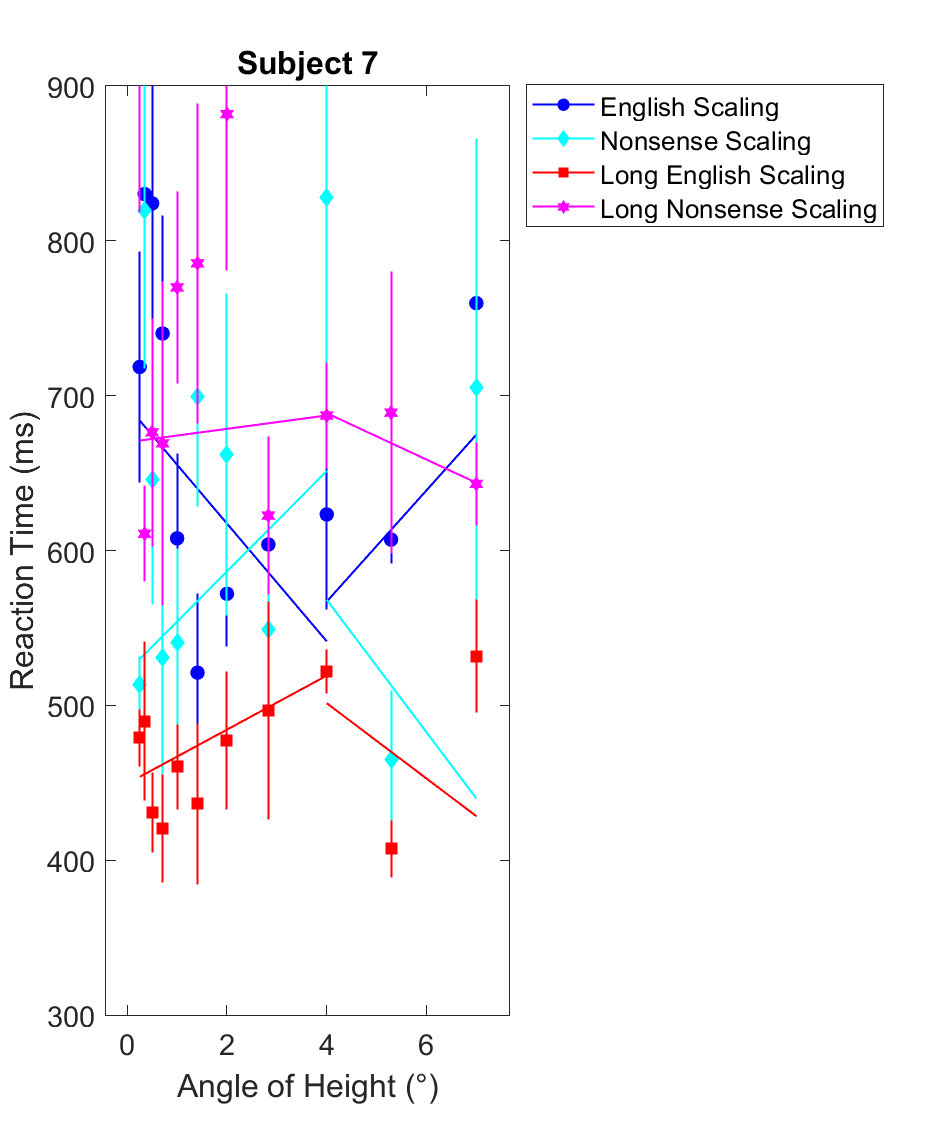 Subject 7
English Scaling
Nonsense Scaling
Long English Scaling
Long Nonsense Scaling
900
800
700
600
500
400
300
Reaction Time (ms)
0 2 4 6
Angle of Height (°)